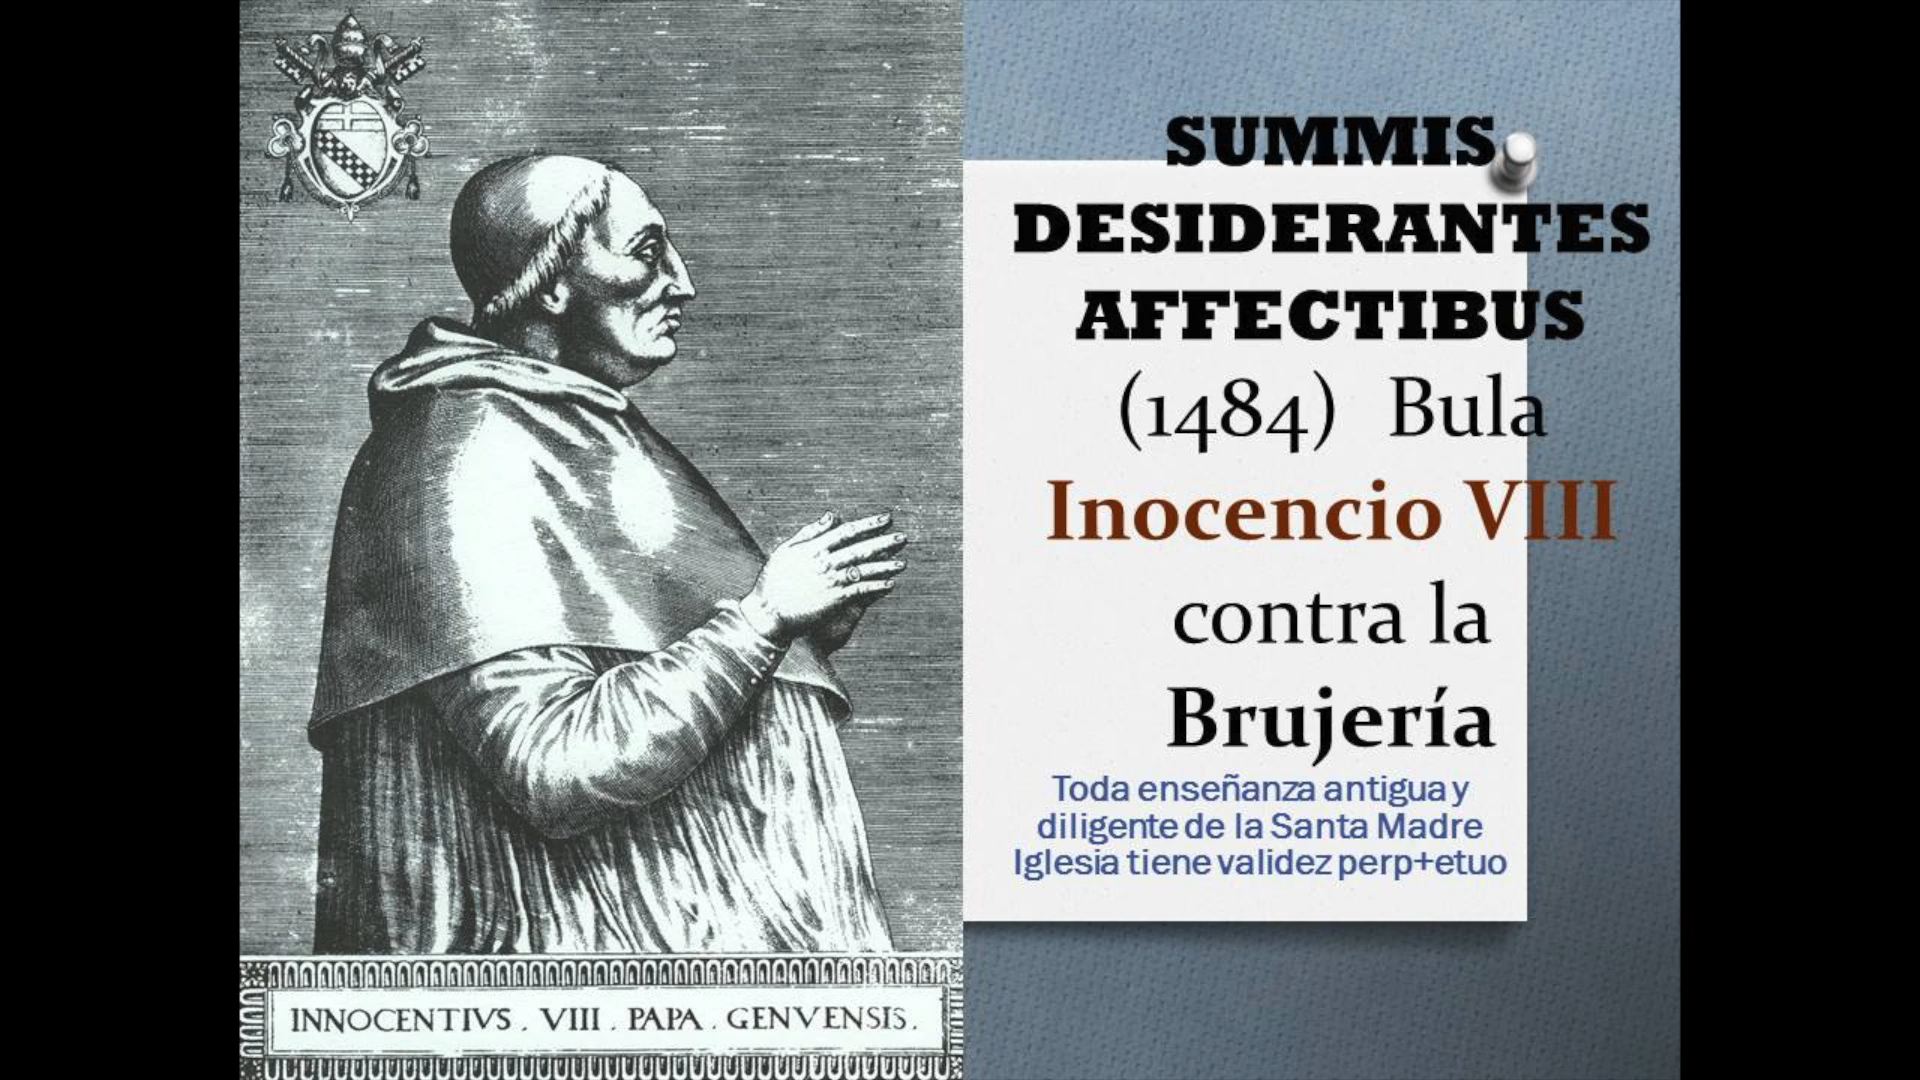 SUMMIS
DESIDERANTES
AFFECTIBUS
(1484) Bula
Inocencio VIII
contra la
Brujería
Toda enseñanza antigua y
diligente de la Santa Madre
Iglesia tiene validez perp+etuo
INNOCENTIVS . VIII . PAPA . GENVENSIS .